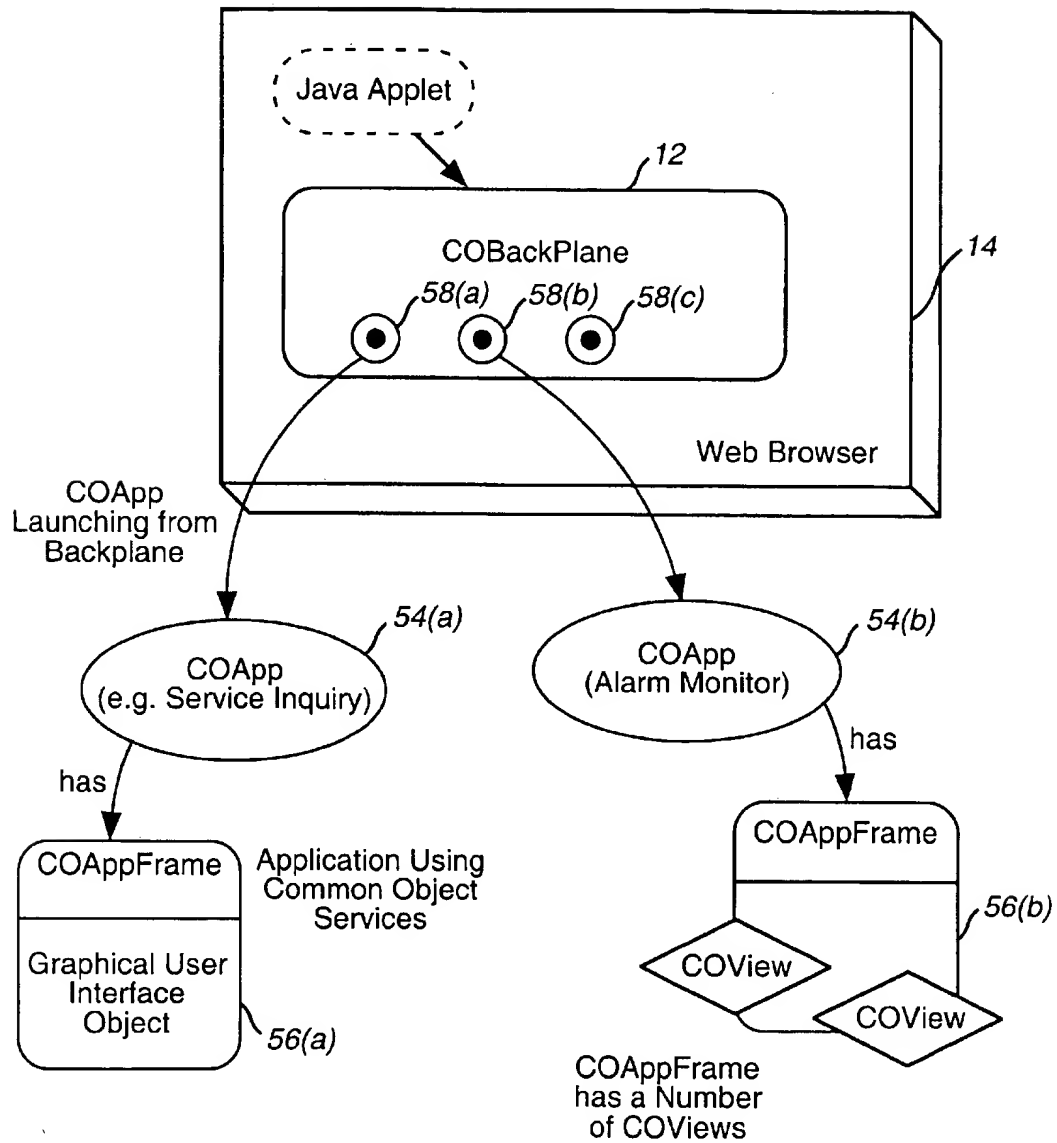 Java Applet
12
COBackPlane
14
58(a)
58(b)
58(c)
Web Browser
COApp
Launching from
Backplane
54(a)
COApp
(e.g. Service Inquiry)
54(b)
COApp
(Alarm Monitor)
has
has
COAppFrame
Graphical User
Interface
Object
56(a)
Application Using
Common Object
Services
COAppFrame
56(b)
COView
COView
COAppFrame
has a Number
of COViews